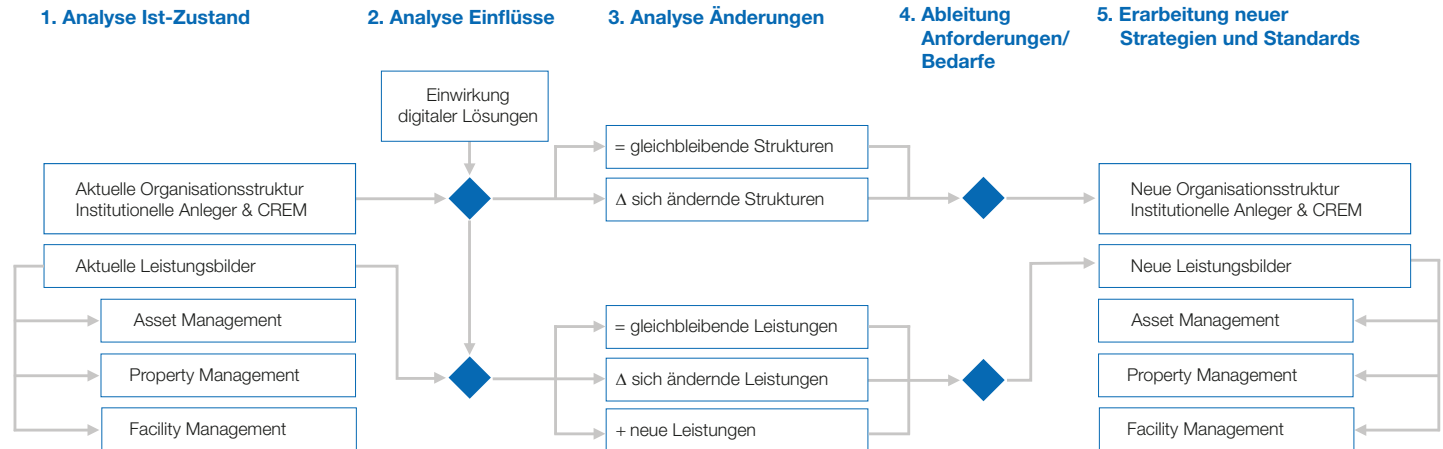 1. Analyse Ist-Zustand
2. Analyse Einflüsse
3. Analyse Änderungen
4. Ableitung
Anforderungen/
Bedarfe
5. Erarbeitung neuer
Strategien und Standards
Einwirkung
digitaler Lösungen
Aktuelle Organisationsstruktur
Institutionelle Anleger & CREM
Aktuelle Leistungsbilder
Asset Management
Property Management
Facility Management
= gleichbleibende Strukturen
Δ sich ändernde Strukturen
= gleichbleibende Leistungen
Δ sich ändernde Leistungen
+ neue Leistungen
Neue Organisationsstruktur
Institutionelle Anleger & CREM
Neue Leistungsbilder
Asset Management
Property Management
Facility Management